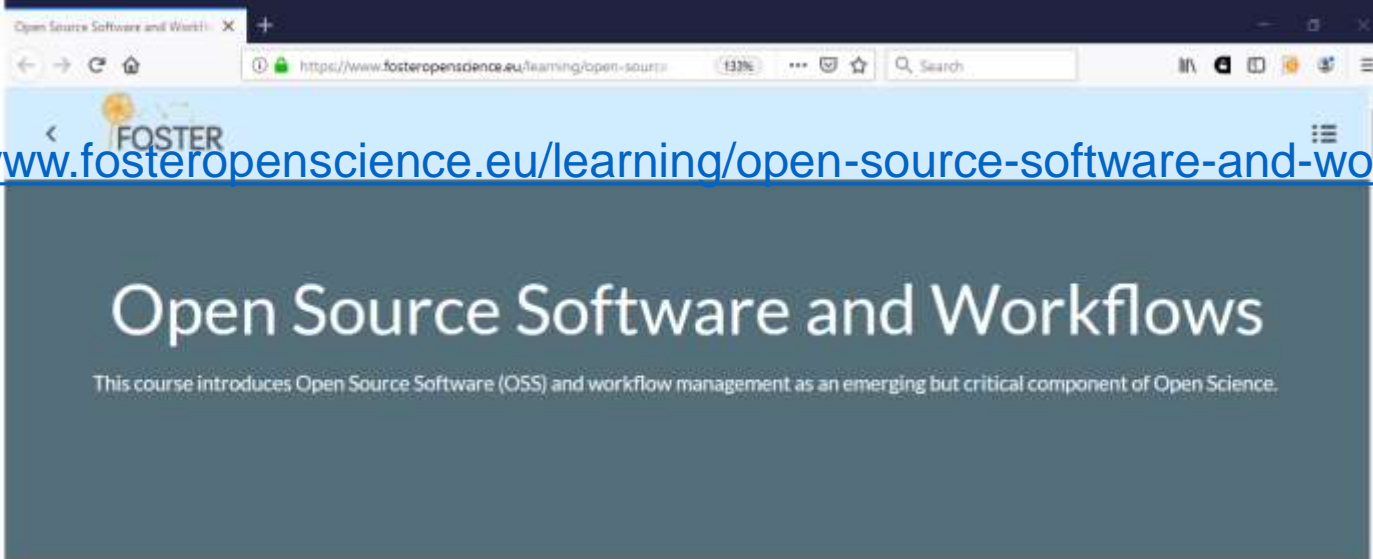 Open Source Software and Workfl
https://www.fosteropenscience.eu/learning/open-source
133%
Search
FOSTER
ww.fosteropenscience.eu/learning/open-source-software-and-wo
Open Source Software and Workflows
This course introduces Open Source Software (OSS) and workflow management as an emerging but critical component of Open Science.